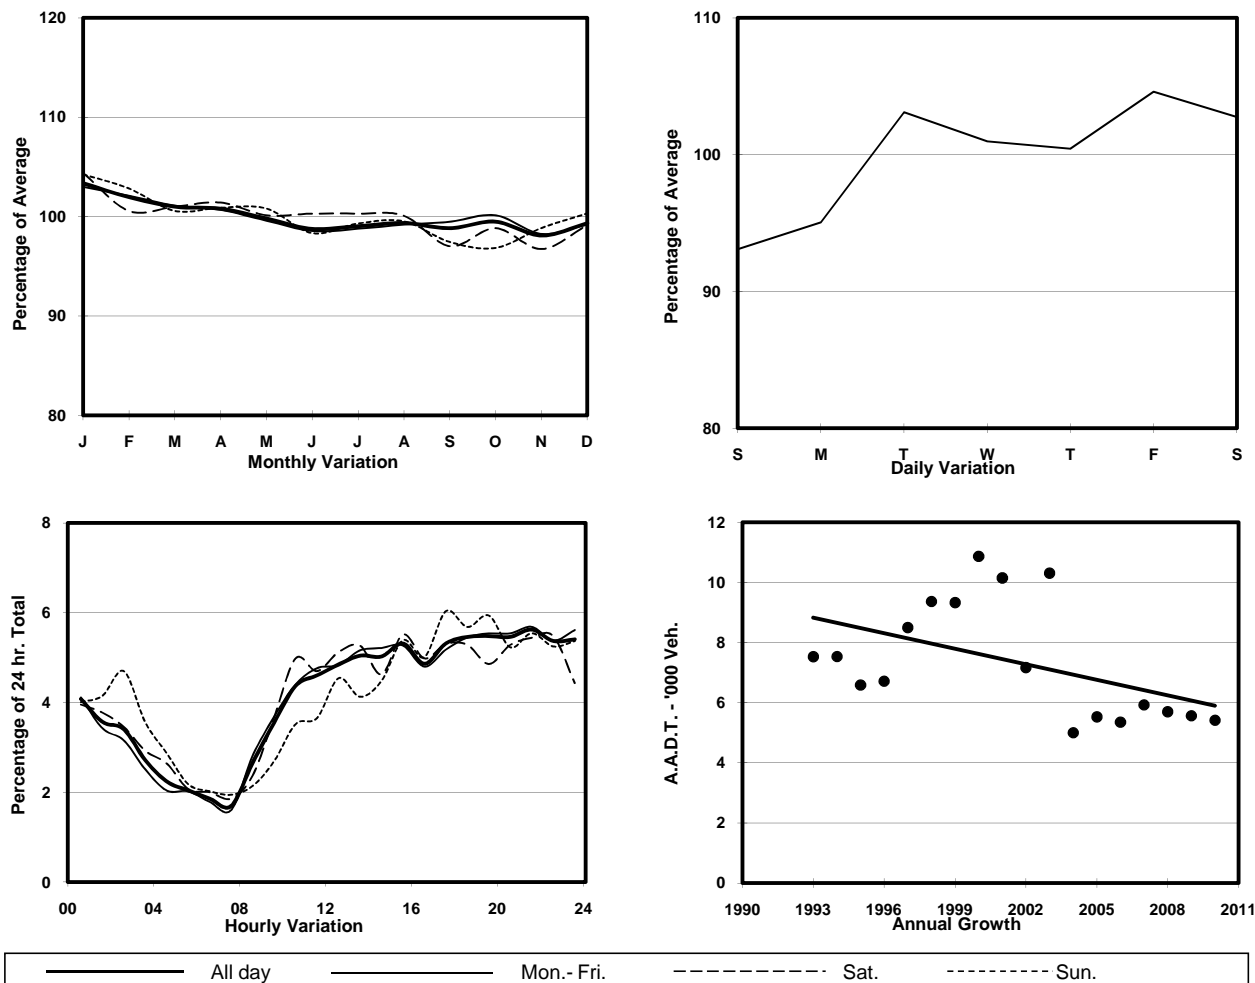 120
110
100
90
80
Percentage of Average
J F M A M J J A S O N D
Monthly Variation
110
100
90
80
Percentage of Average
S M T W T F S
Daily Variation
8
6
4
2
0
Percentage of 24 hr. Total
00 04 08 12 16 20 24
Hourly Variation
12
10
8
6
4
2
0
A.A.D.T. - '000 Veh.
1990 1993 1996 1999 2002 2005 2008 2011
Annual Growth
All day Mon.- Fri. Sat. Sun.